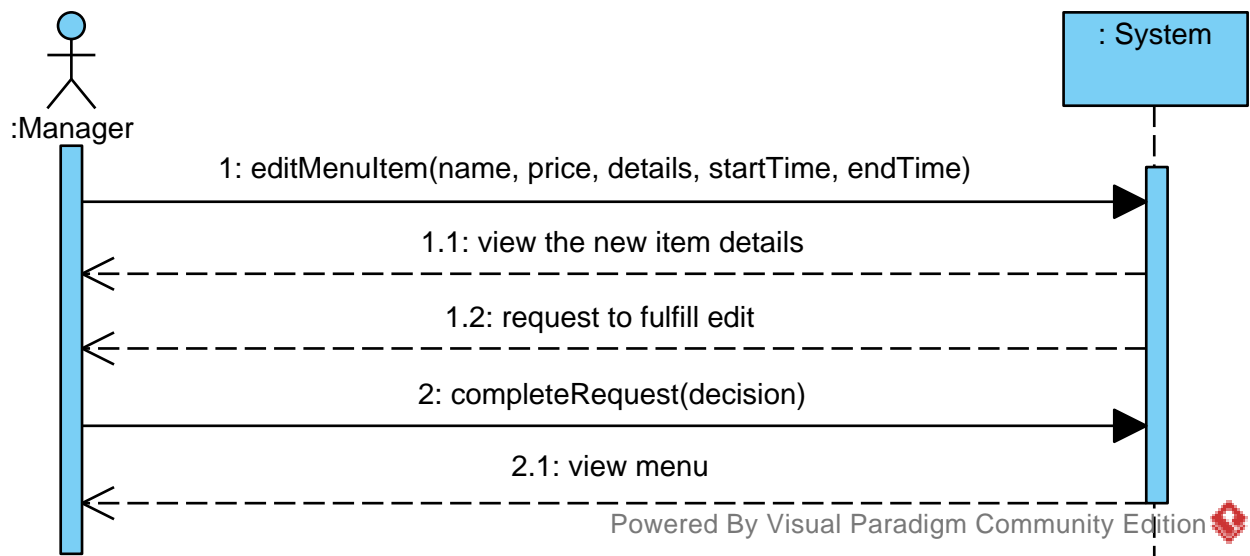 : System
:Manager
1: editMenuItem(name, price, details, startTime, endTime)
1.1: view the new item details
1.2: request to fulfill edit
2: completeRequest(decision)
2.1: view menu
Powered By Visual Paradigm Community Edition